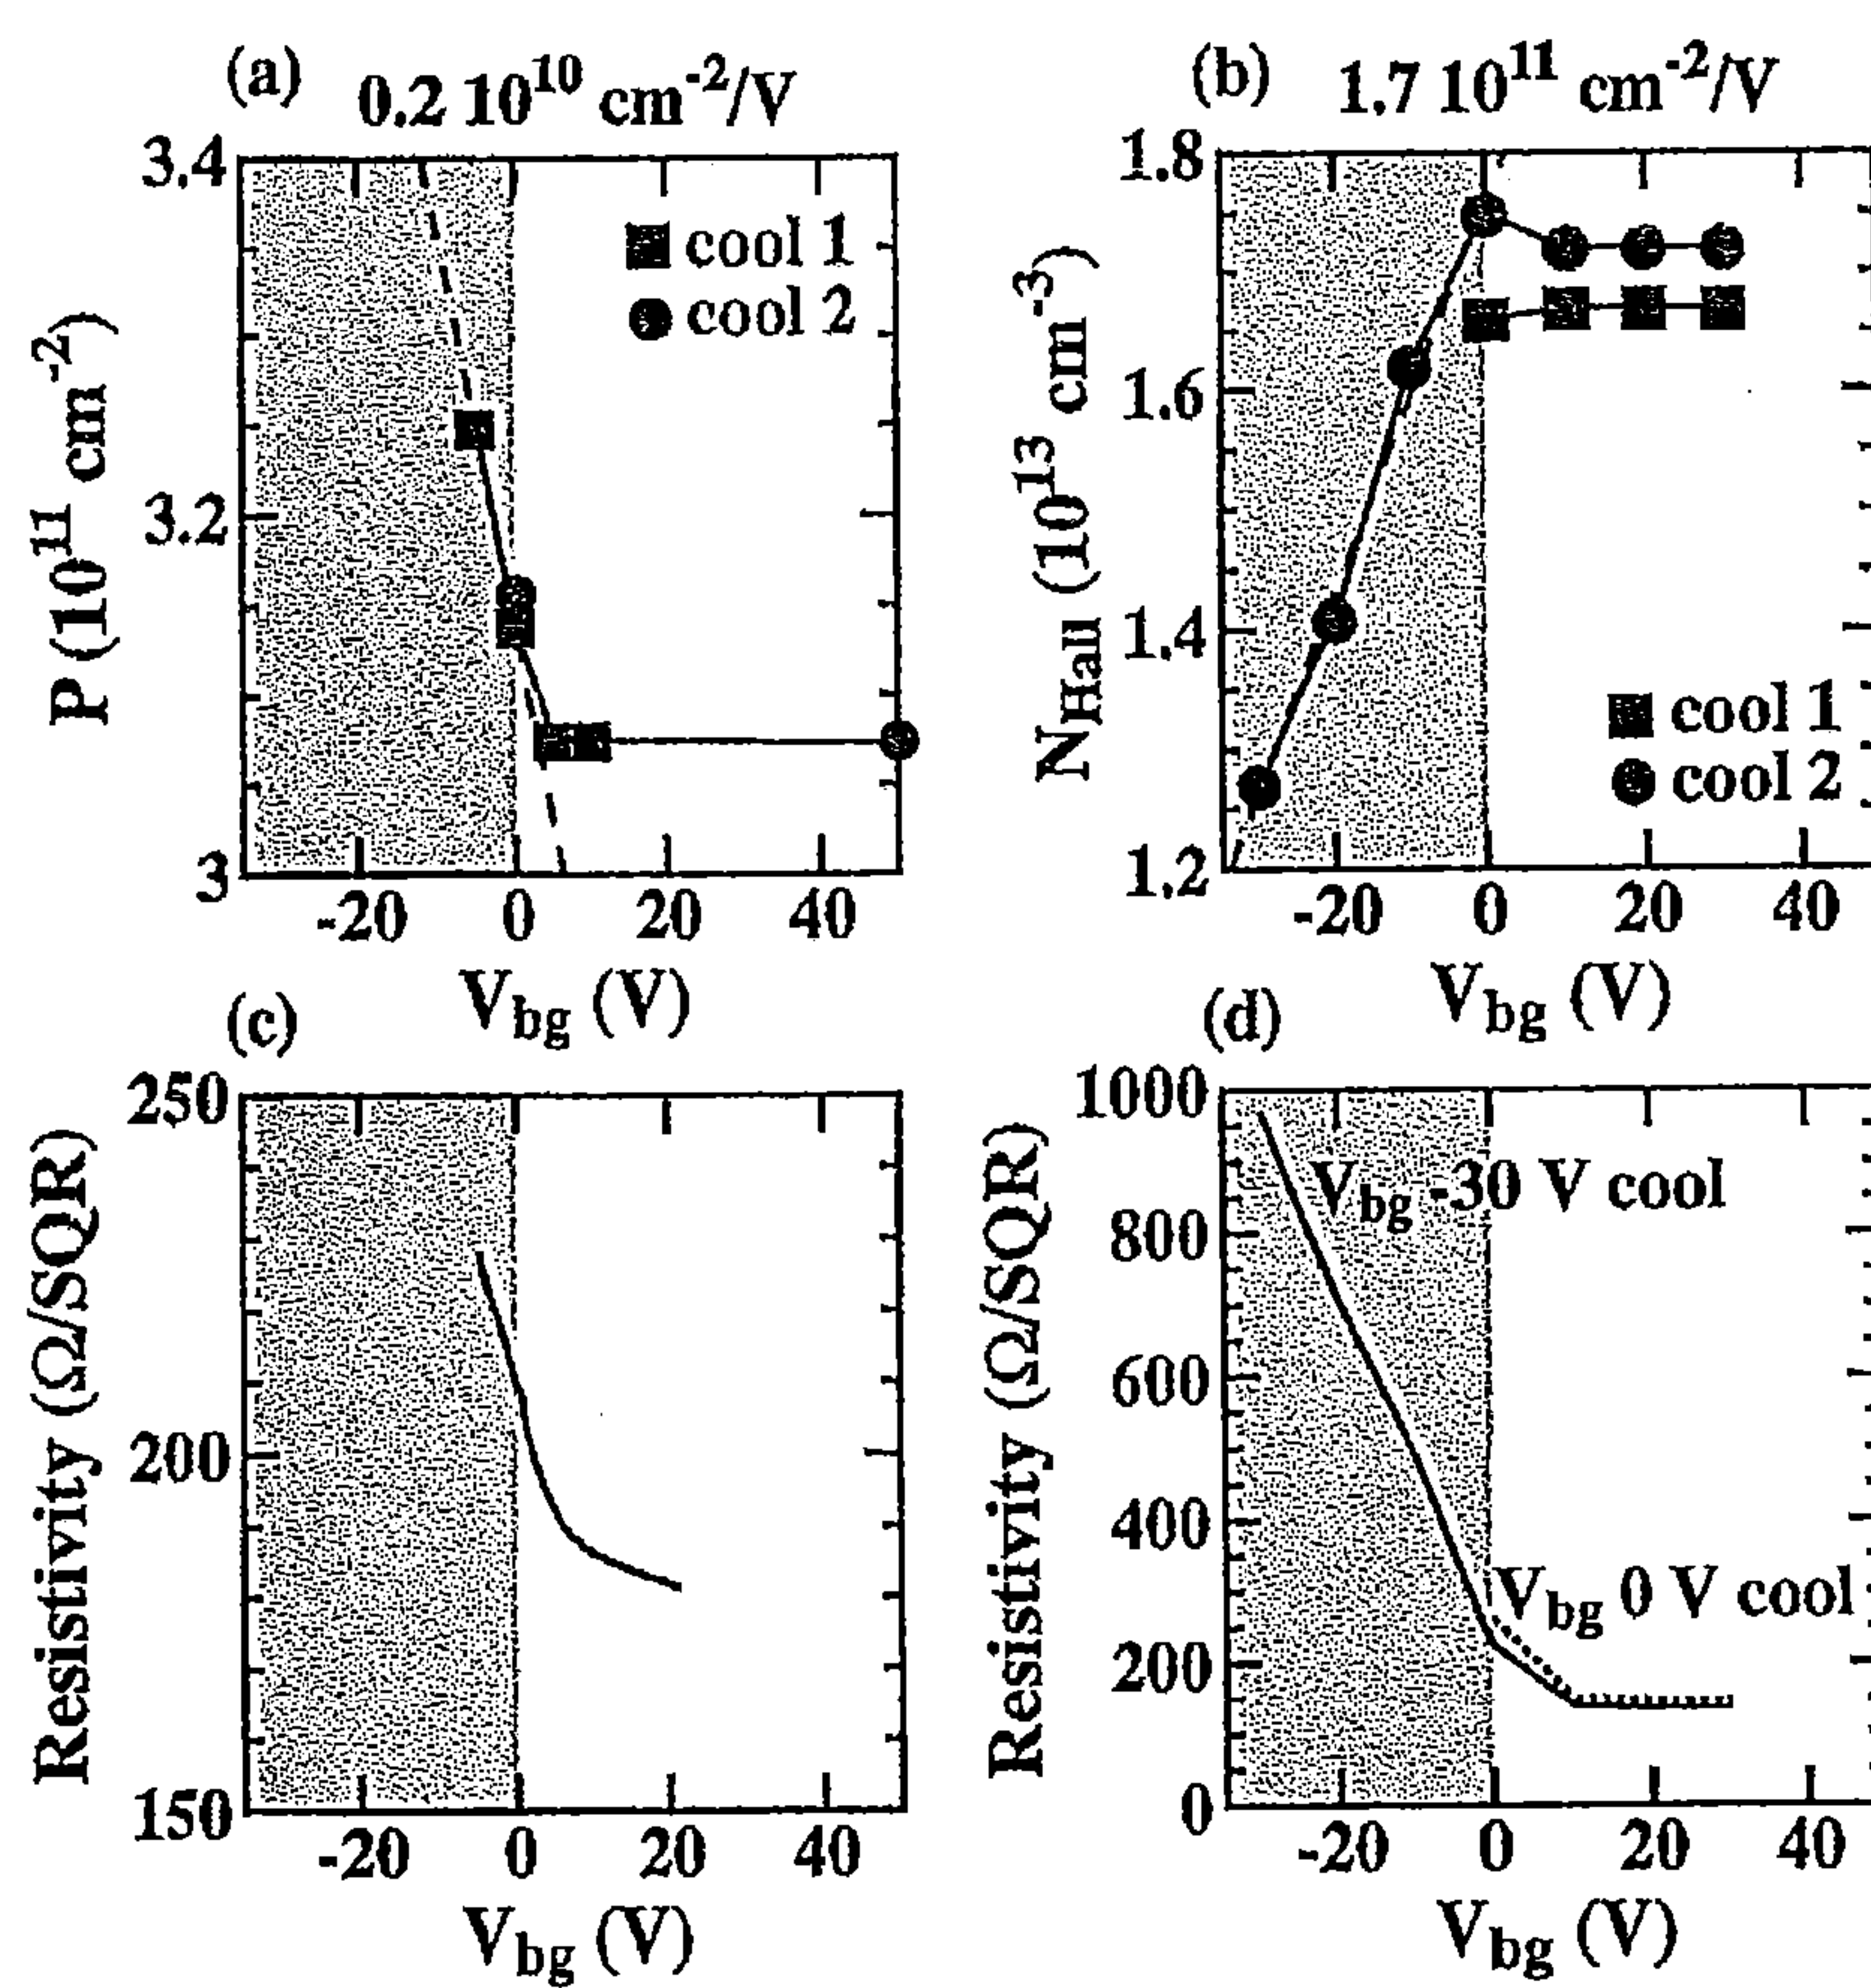 (a) 0.2 10^10 cm^-2/V
3.4
3.2
3
P (10^11 cm^-2)
cool 1
cool 2
-20 0 20 40
V_bg (V)
(b) 1.7 10^11 cm^-2/V
1.8
1.6
1.4
1.2
N_Hall (10^13 cm^-3)
cool 1
cool 2
-20 0 20 40
V_bg (V)
(c)
250
200
150
Resistivity (Ω/SQR)
-20 0 20 40
V_bg (V)
(d)
1000
800
600
400
200
0
Resistivity (Ω/SQR)
V_bg -30 V cool
V_bg 0 V cool
-20 0 20 40
V_bg (V)